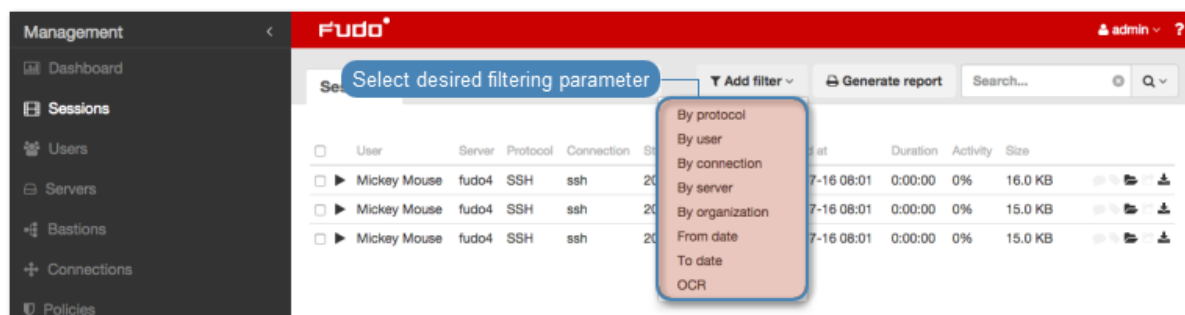 Management
Fudo
admin ?
Dashboard
Select desired filtering parameter
Add filter
Generate report
Search...
Sessions
By protocol
By user
Users
User Server Protocol Connection Duration Activity Size
By connection
Mickey Mouse fudo4 SSH ssh 7-16 08:01 0:00:00 0% 16.0 KB
Servers
By server
Mickey Mouse fudo4 SSH ssh 7-16 08:01 0:00:00 0% 15.0 KB
By organization
Bastions
From date
Mickey Mouse fudo4 SSH ssh 7-16 08:01 0:00:00 0% 15.0 KB
To date
Connections
OCR
Policies